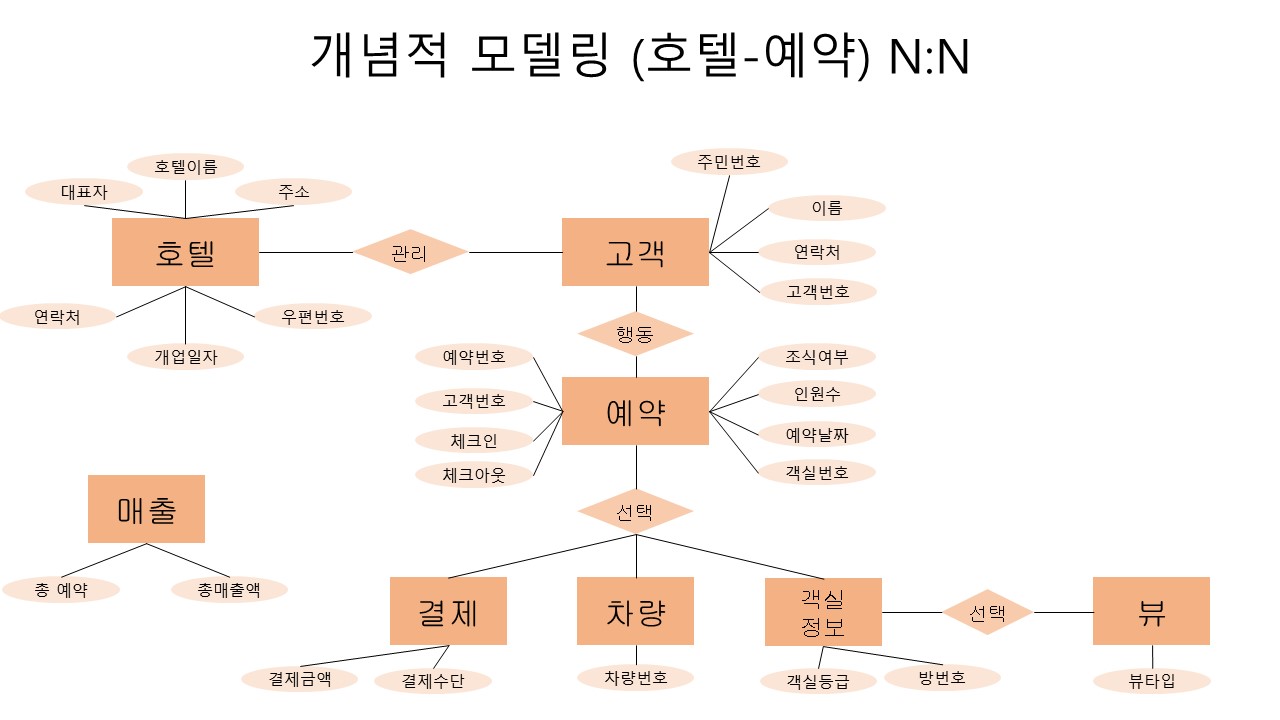 개념적 모델링 (호텔-예약) N:N
호텔이름
대표자
주소
호텔
연락처
우편번호
개업일자
관리
주민번호
이름
고객
연락처
고객번호
행동
예약번호
고객번호
체크인
체크아웃
예약
조식여부
인원수
예약날짜
객실번호
선택
매출
총 예약
총매출액
결제
결제금액
결제수단
차량
차량번호
객실
정보
객실등급
방번호
선택
뷰
뷰타입